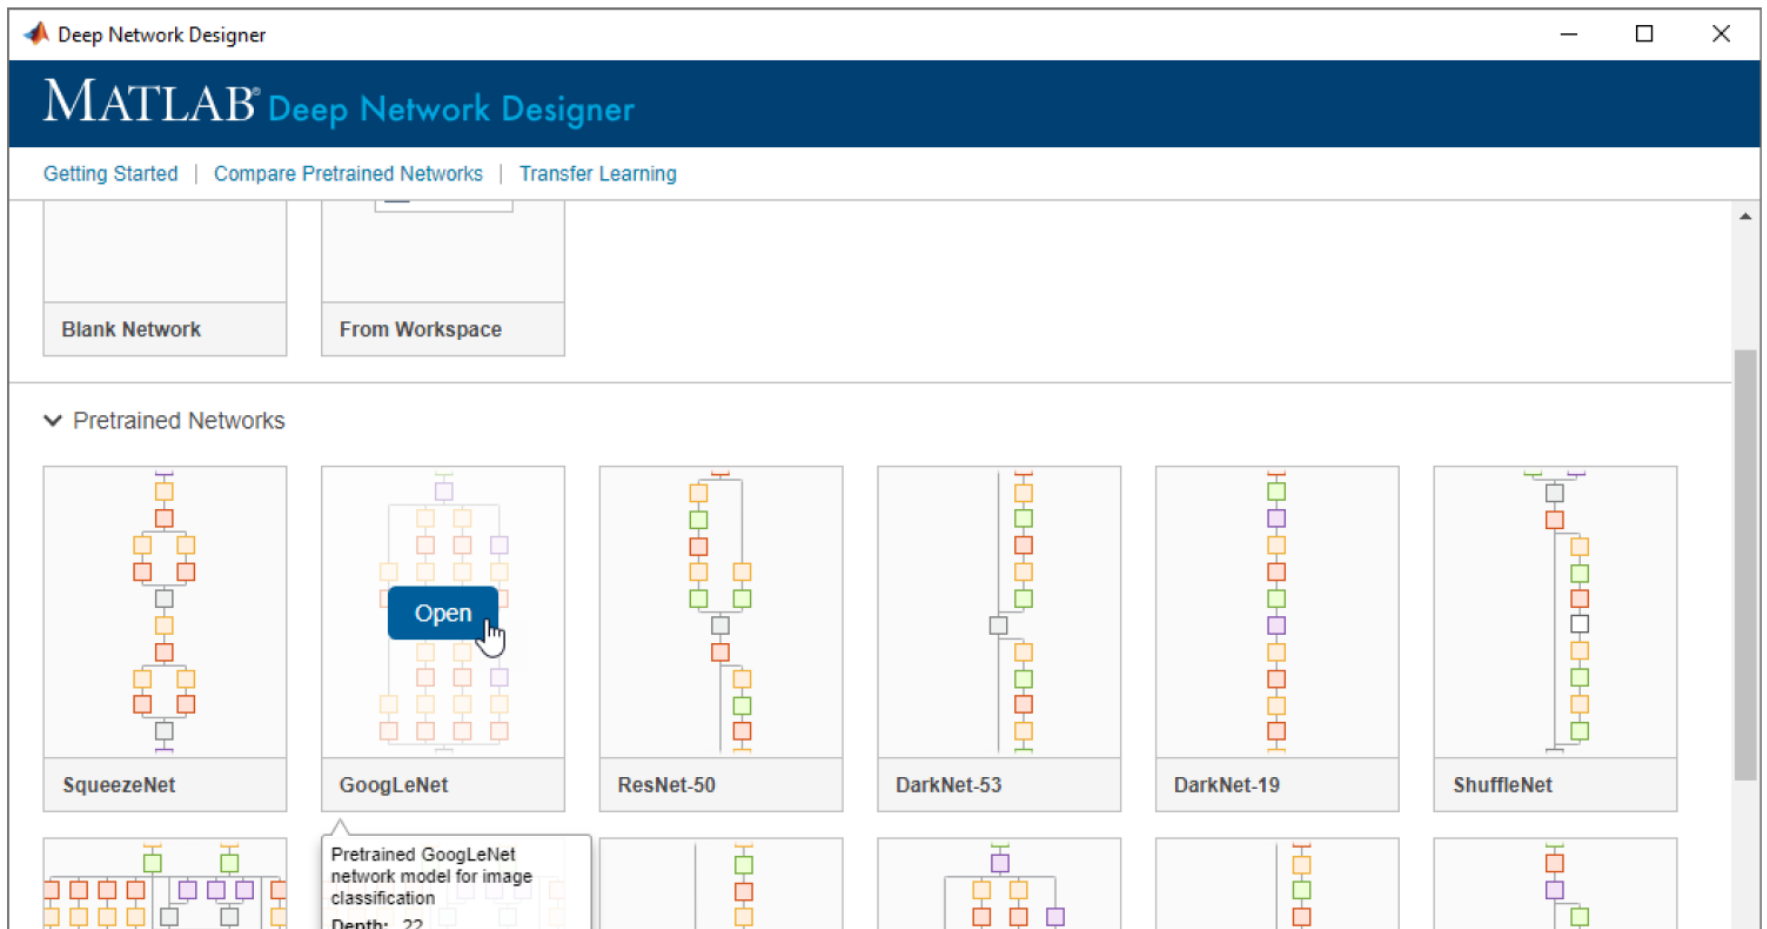 Deep Network Designer
MATLAB® Deep Network Designer
Getting Started | Compare Pretrained Networks | Transfer Learning
Blank Network
From Workspace
Pretrained Networks
Open
SqueezeNet
GoogLeNet
ResNet-50
DarkNet-53
DarkNet-19
ShuffleNet
Pretrained GoogLeNet
network model for image
classification
Depth: 22